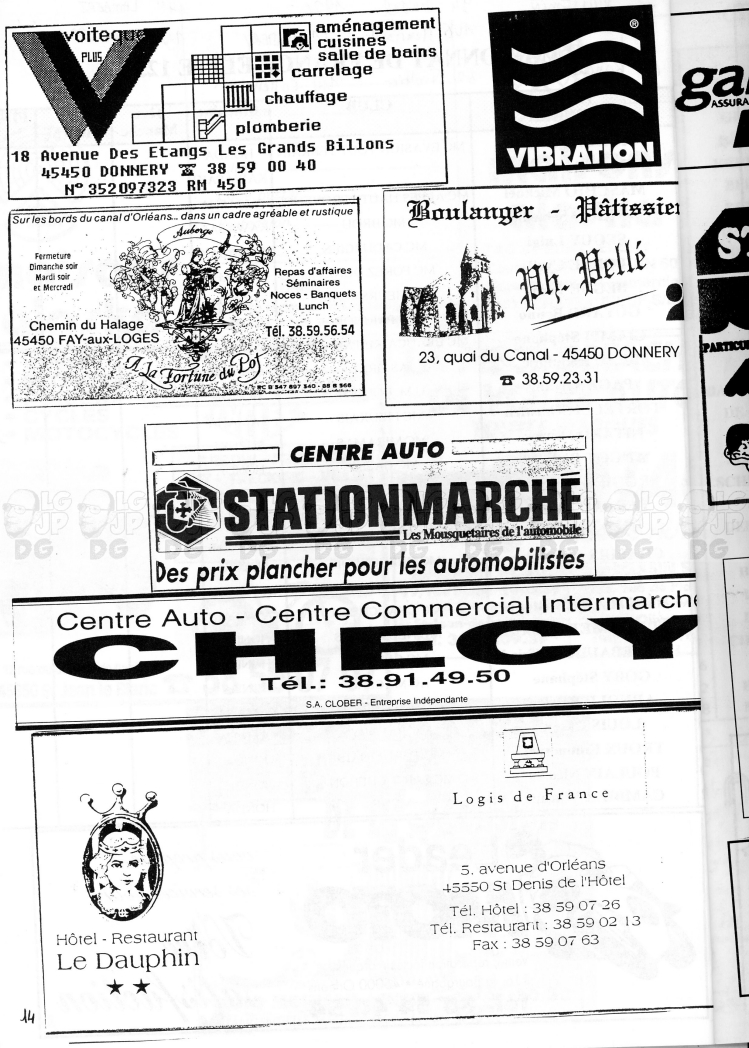 voiteque
PLUS
aménagement
cuisines
salle de bains
carrelage
chauffage
plomberie
18 Avenue Des Etangs Les Grands Billons
45450 DONNERY ☎ 38 59 00 40
N° 352097323 RM 450
®
VIBRATION
ASSURA
Sur les bords du canal d'Orléans... dans un cadre agréable et rustique
Auberge
Fermeture
Dimanche soir
Mardi soir
et Mercredi
Repas d'affaires
Séminaires
Noces - Banquets
Lunch
Chemin du Halage
45450 FAY-aux-LOGES
Tél. 38.59.56.54
A La Fortune du Pot
Boulanger - Pâtissier
Ph. Pellé
23, quai du Canal - 45450 DONNERY
☎ 38.59.23.31
ST
PARTICU
CENTRE AUTO
STATIONMARCHÉ
Les Mousquetaires de l'automobile
Des prix plancher pour les automobilistes
LG JP DG
Centre Auto - Centre Commercial Intermarch
CHECY
Tél.: 38.91.49.50
S.A. CLOBER - Entreprise Indépendante
Logis de France
5, avenue d'Orléans
45550 St Denis de l'Hôtel
Tél. Hôtel : 38 59 07 26
Tél. Restaurant : 38 59 02 13
Fax : 38 59 07 63
Hôtel - Restaurant
Le Dauphin
★ ★
14